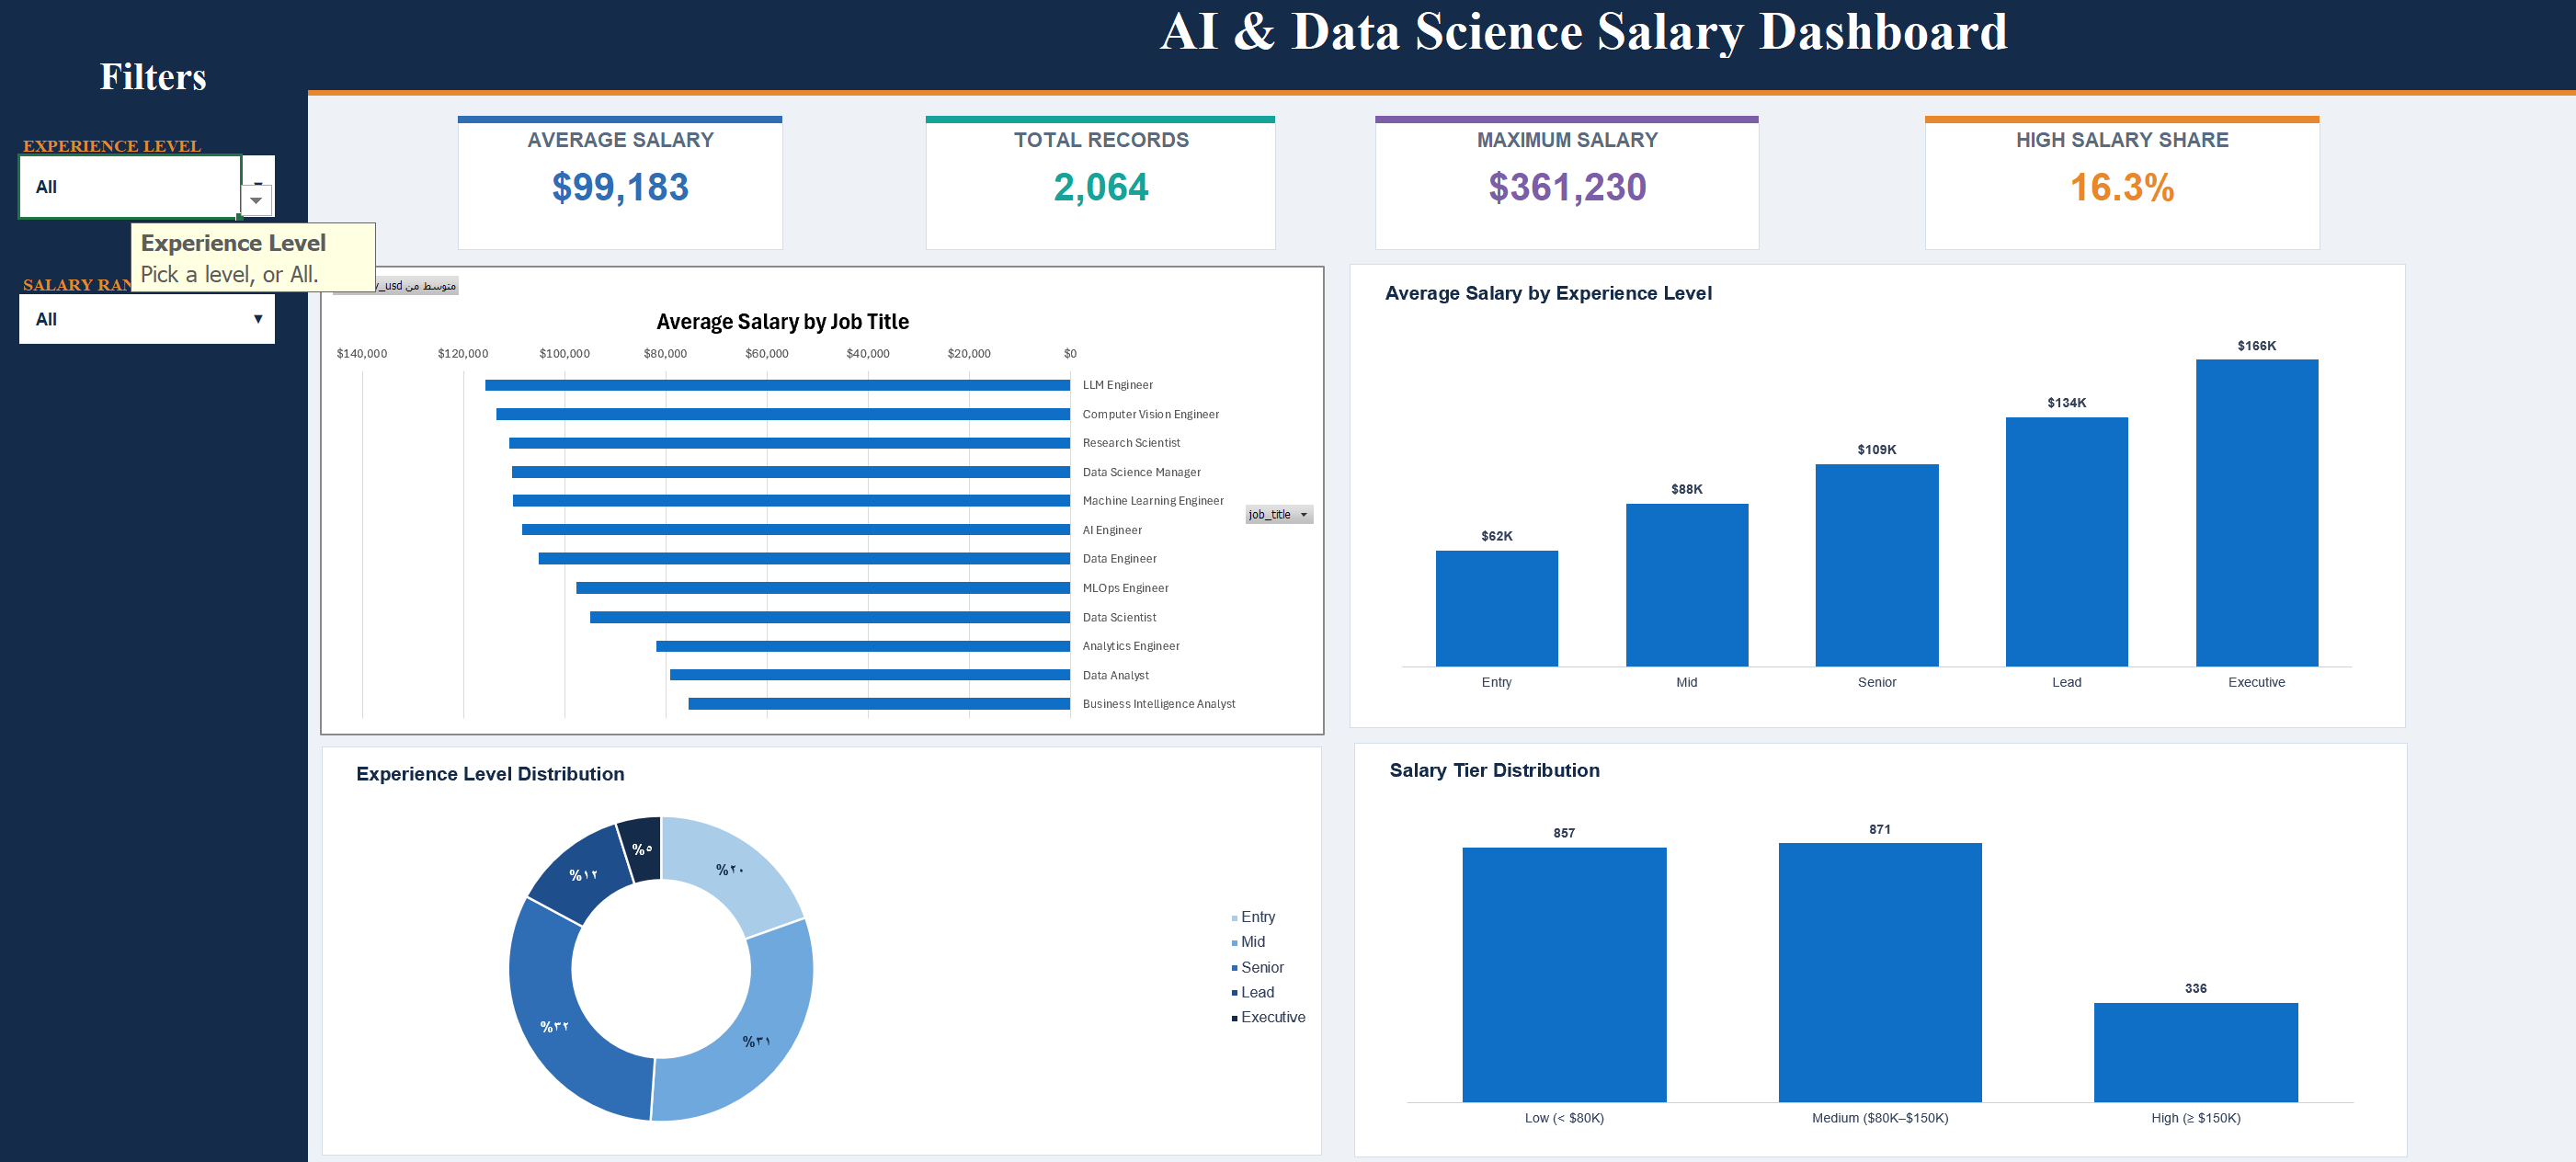 AI & Data Science Salary Dashboard
Filters
EXPERIENCE LEVEL
All
Experience Level
Pick a level, or All.
SALARY RAN
All
AVERAGE SALARY
$99,183
TOTAL RECORDS
2,064
MAXIMUM SALARY
$361,230
HIGH SALARY SHARE
16.3%
متوسط من y_usd
Average Salary by Job Title
$140,000 $120,000 $100,000 $80,000 $60,000 $40,000 $20,000 $0
LLM Engineer
Computer Vision Engineer
Research Scientist
Data Science Manager
Machine Learning Engineer
job_title
AI Engineer
Data Engineer
MLOps Engineer
Data Scientist
Analytics Engineer
Data Analyst
Business Intelligence Analyst
Average Salary by Experience Level
$62K
$88K
$109K
$134K
$166K
Entry Mid Senior Lead Executive
Experience Level Distribution
%٥
%٢٠
%١٢
%٣٢
%٣١
Entry
Mid
Senior
Lead
Executive
Salary Tier Distribution
857
871
336
Low (< $80K) Medium ($80K–$150K) High (≥ $150K)